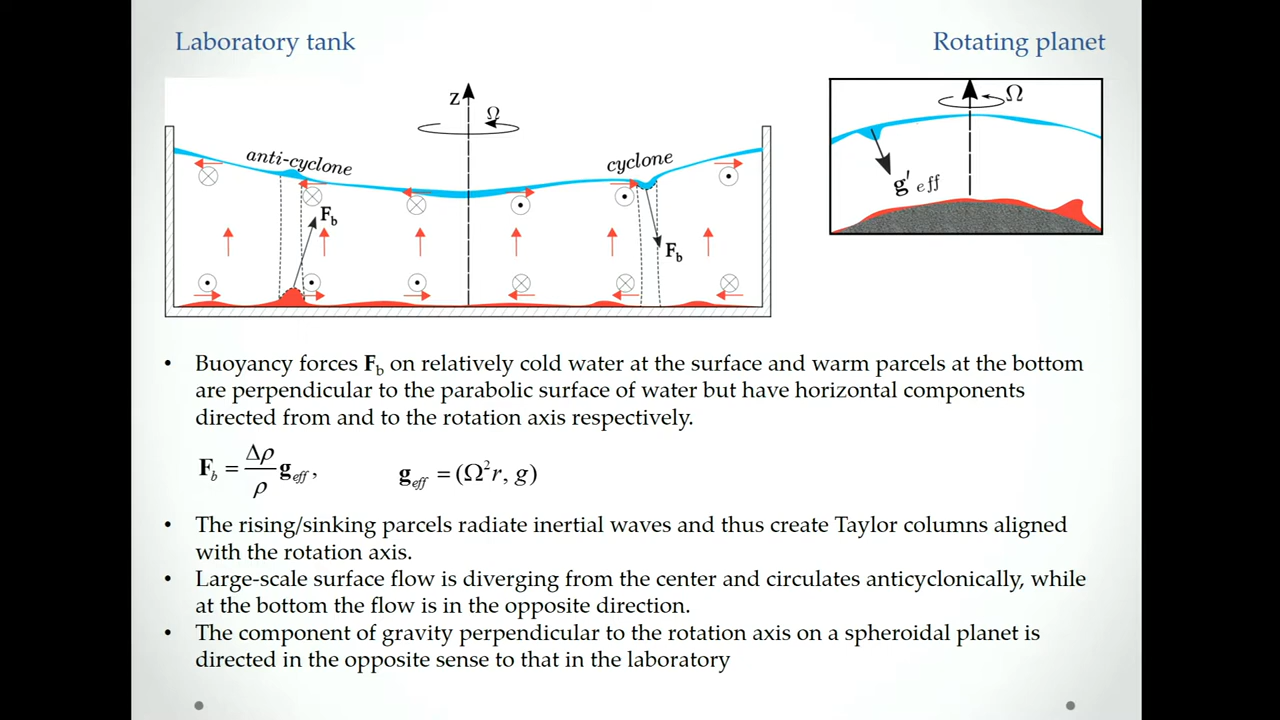 Laboratory tank
Rotating planet
z
Ω
anti-cyclone
cyclone
F_b
F_b
Ω
g' eff
• Buoyancy forces F_b on relatively cold water at the surface and warm parcels at the bottom
are perpendicular to the parabolic surface of water but have horizontal components
directed from and to the rotation axis respectively.
F_b = Δρ/ρ g_eff, g_eff = (Ω²r, g)
• The rising/sinking parcels radiate inertial waves and thus create Taylor columns aligned
with the rotation axis.
• Large-scale surface flow is diverging from the center and circulates anticyclonically, while
at the bottom the flow is in the opposite direction.
• The component of gravity perpendicular to the rotation axis on a spheroidal planet is
directed in the opposite sense to that in the laboratory